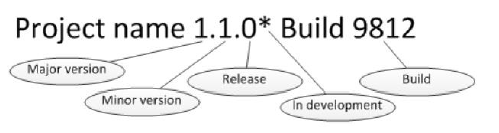 Project name 1.1.0* Build 9812
Major version
Minor version
Release
In development
Build